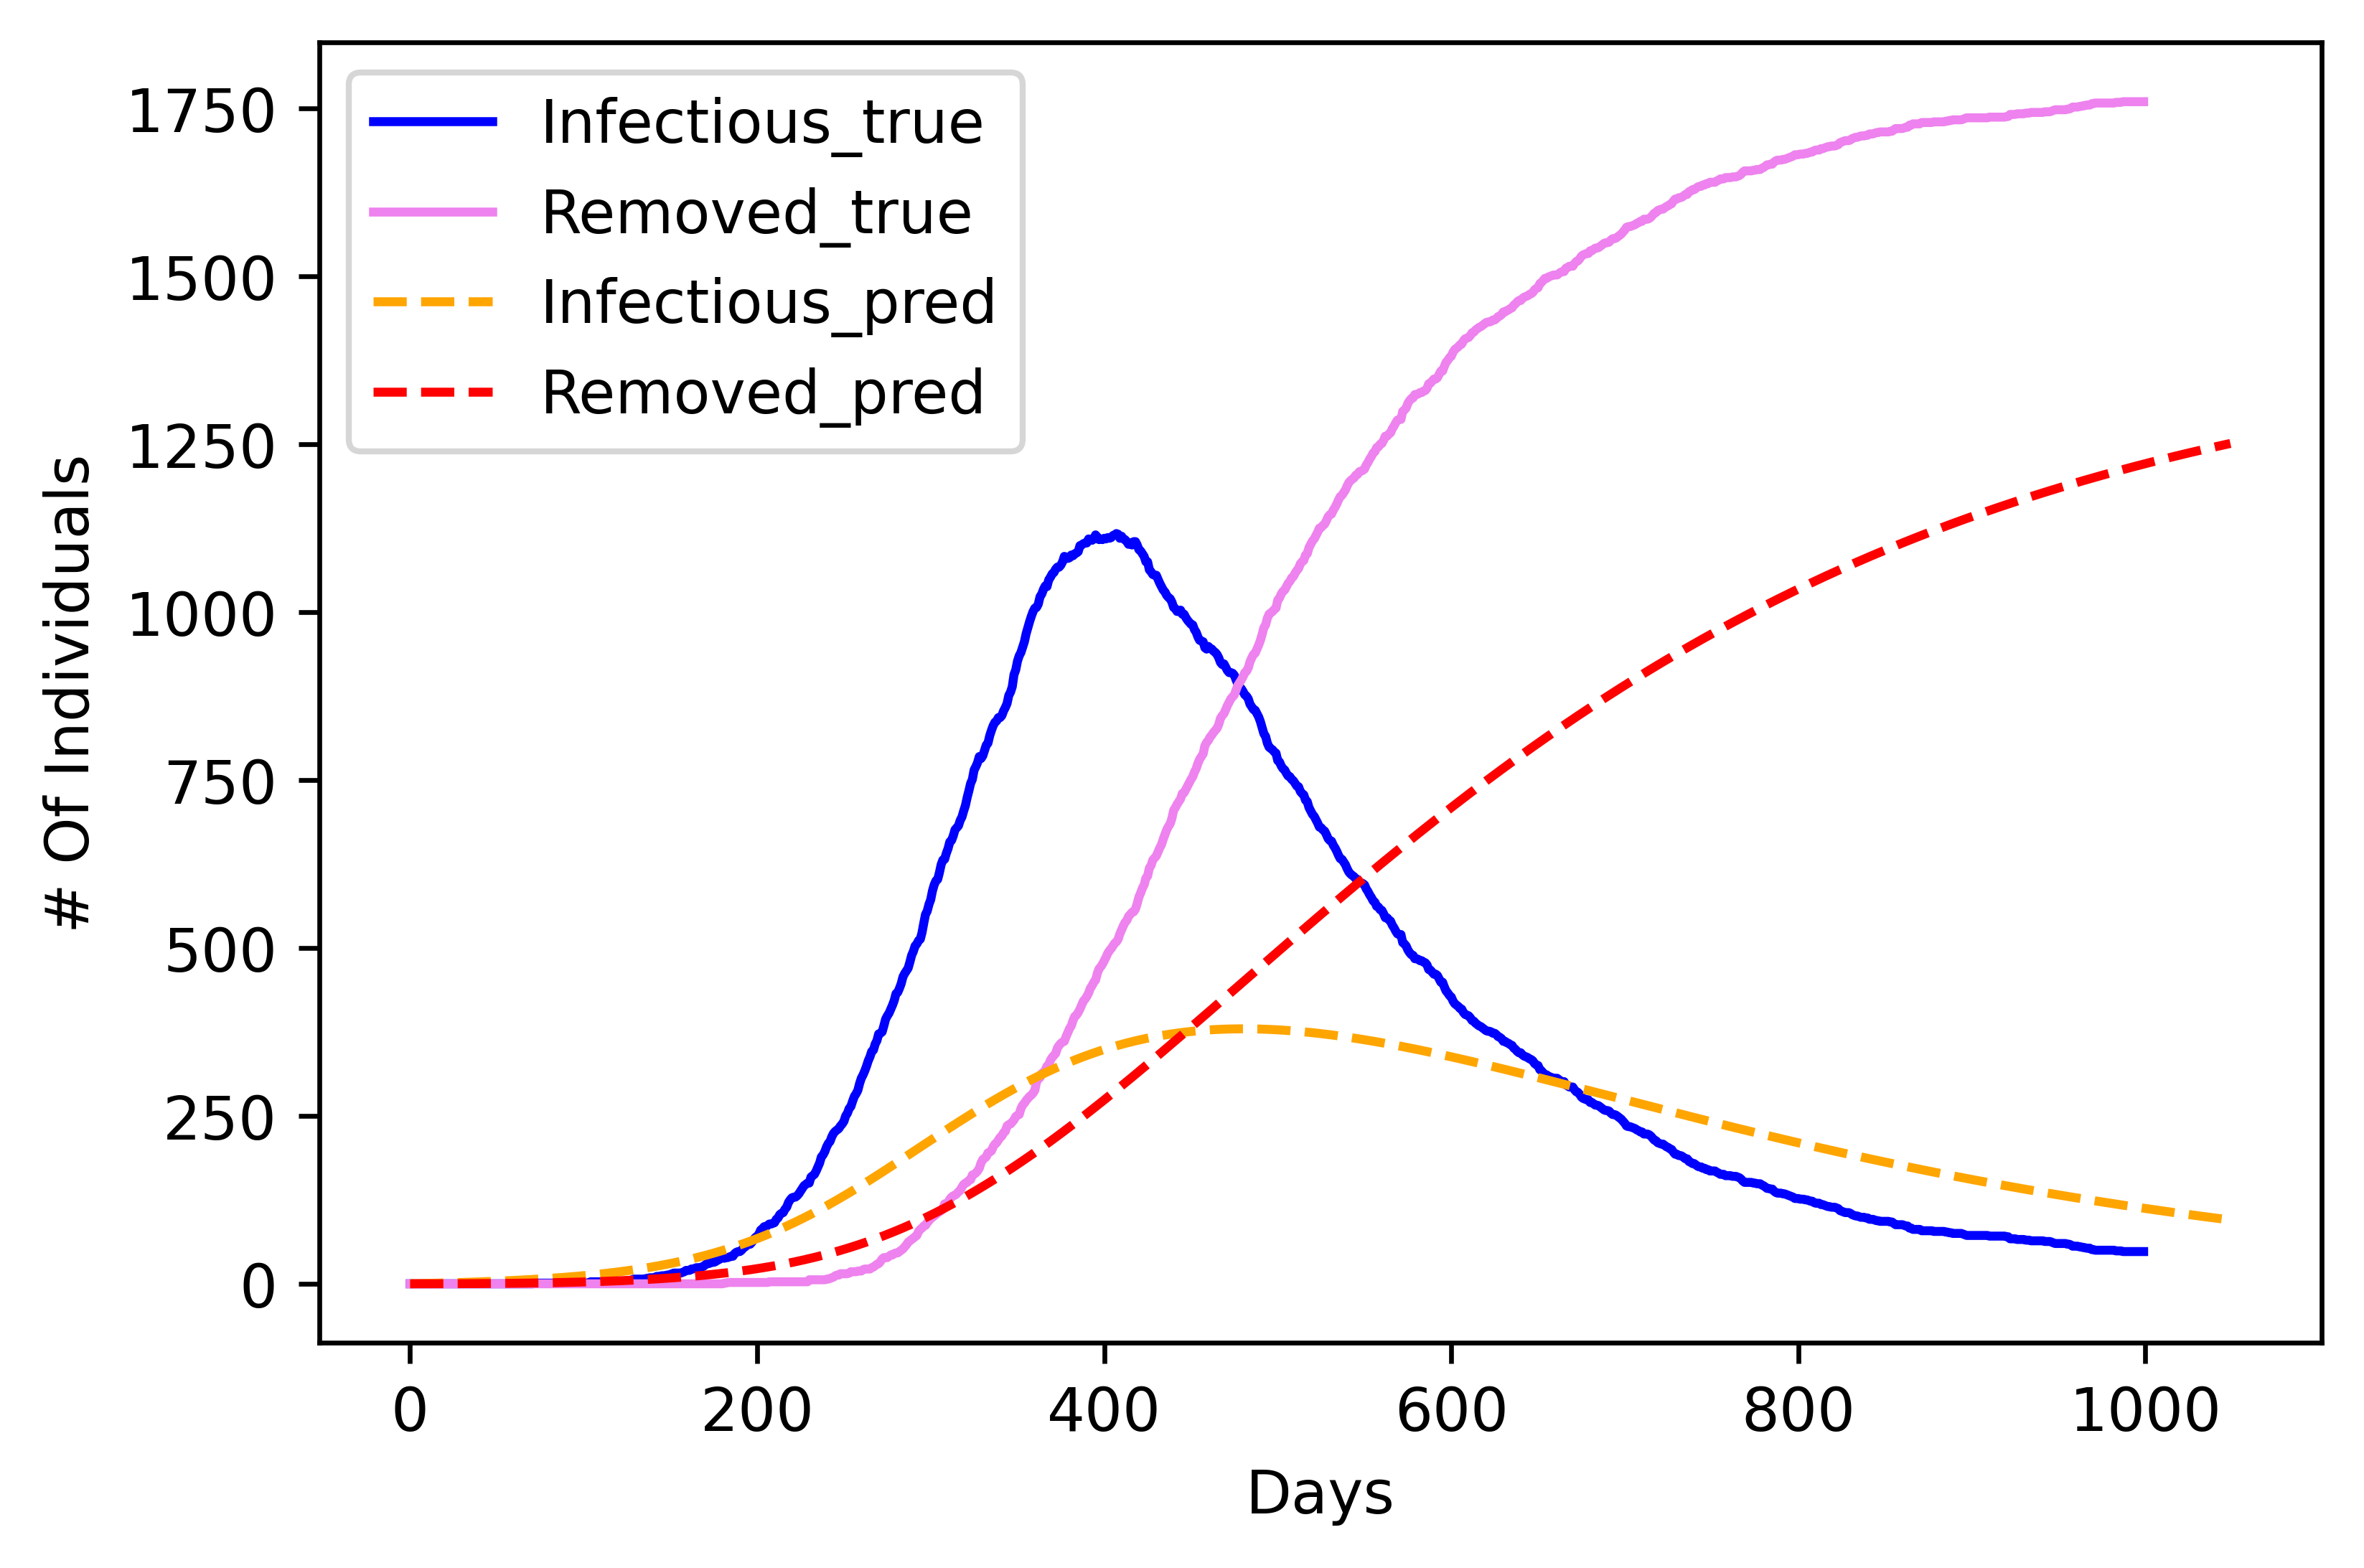 1750
1500
1250
1000
750
500
250
0
# Of Individuals
Infectious_true
Removed_true
Infectious_pred
Removed_pred
0 200 400 600 800 1000
Days